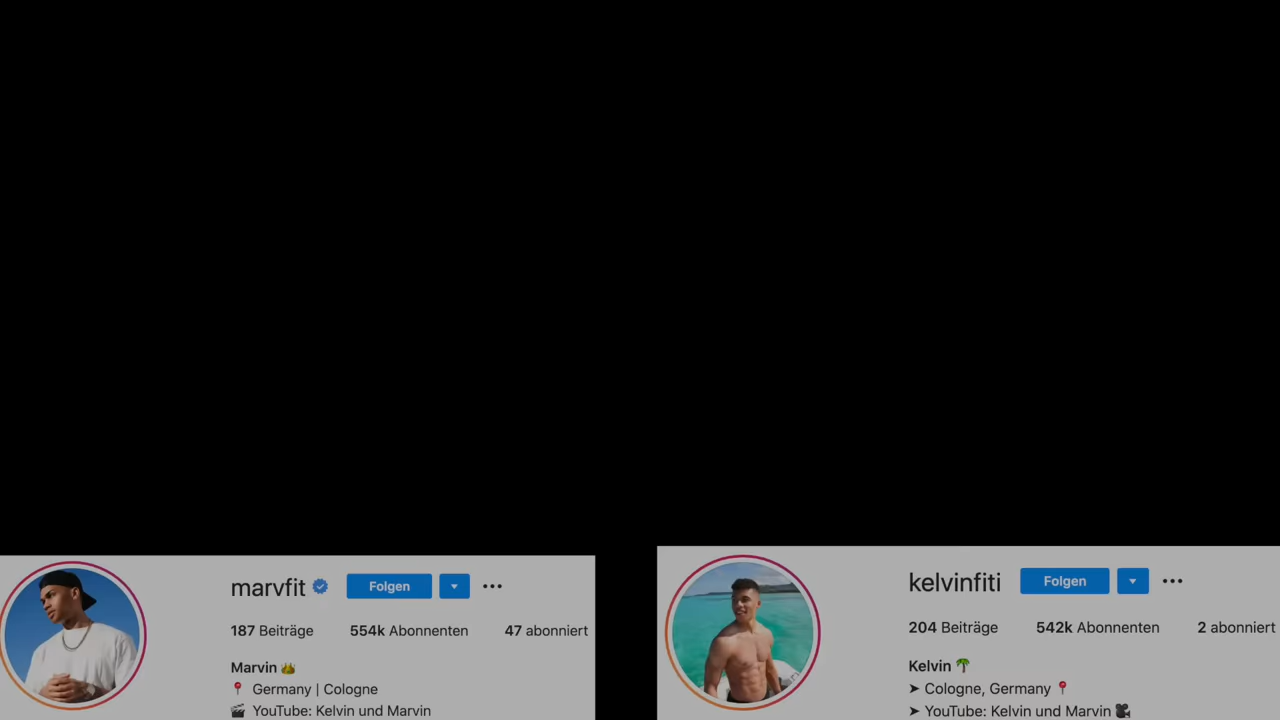 marvfit Folgen
187 Beiträge 554k Abonnenten 47 abonniert
Marvin 👑
📍 Germany | Cologne
🎬 YouTube: Kelvin und Marvin
kelvinfiti Folgen
204 Beiträge 542k Abonnenten 2 abonniert
Kelvin 🌴
➤ Cologne, Germany 📍
➤ YouTube: Kelvin und Marvin 🎥